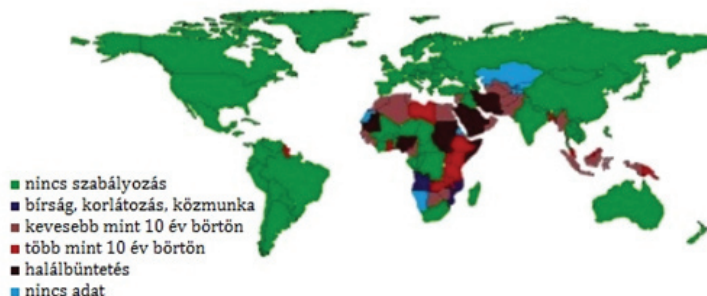 nincs szabályozás
bírság, korlátozás, közmunka
kevesebb mint 10 év börtön
több mint 10 év börtön
halálbüntetés
nincs adat